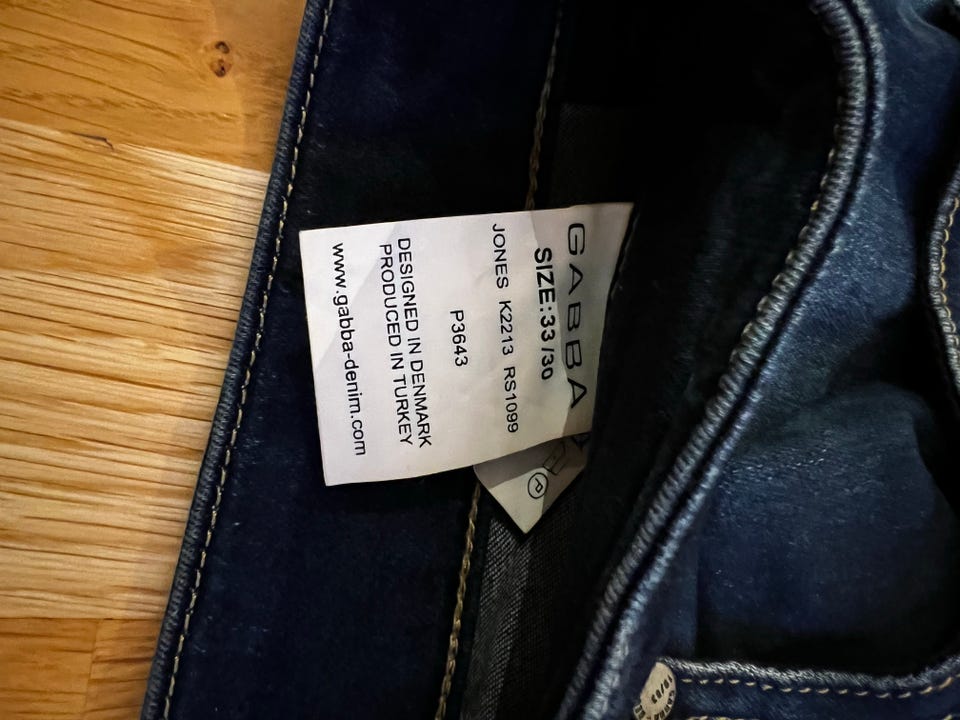 GABBA
SIZE:33/30
JONES K2213 RS1099
P3643
DESIGNED IN DENMARK
PRODUCED IN TURKEY
www.gabba-denim.com
P